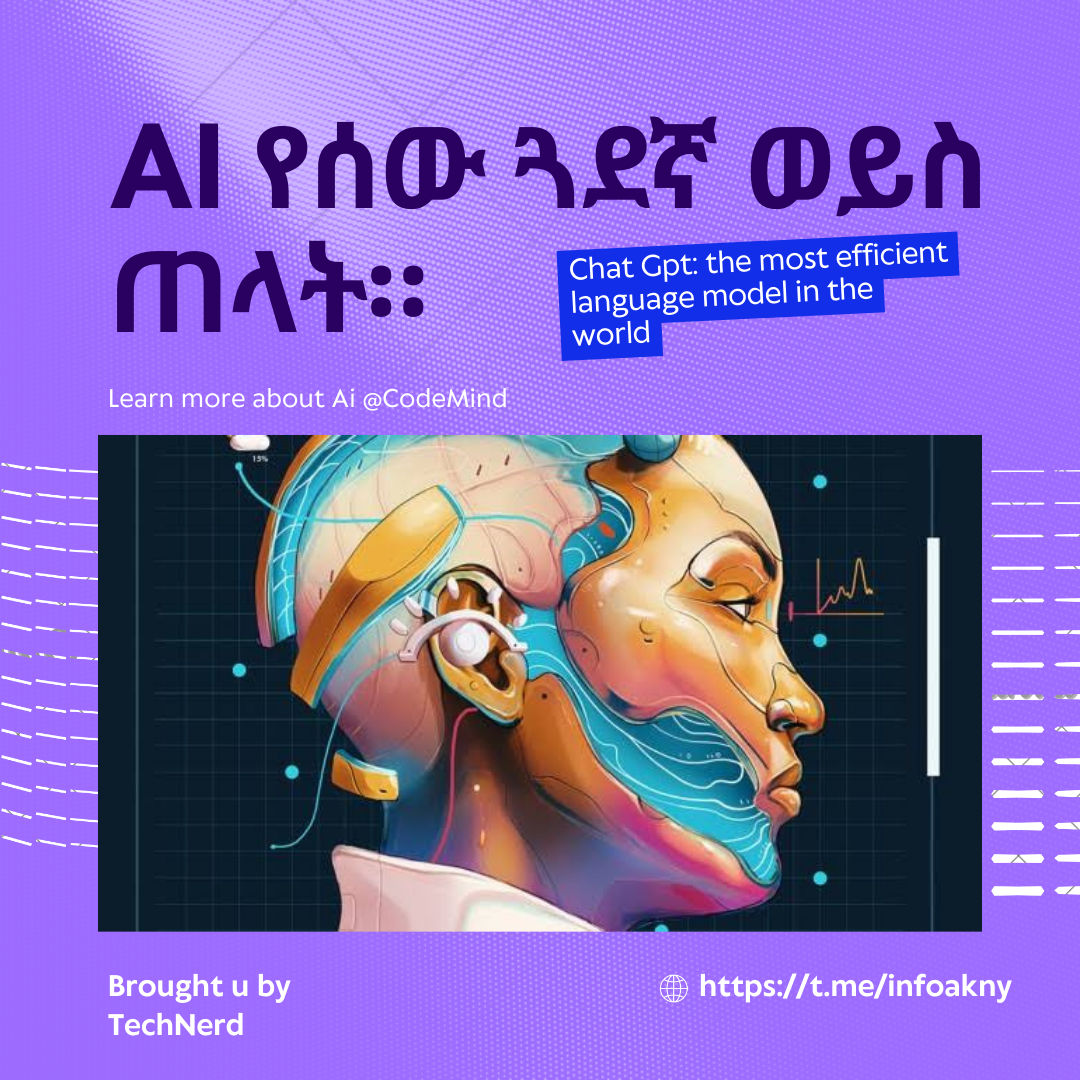 AI የሰው ጓደኛ ወይስ
ጠላት።
Chat Gpt: the most efficient
language model in the
world
Learn more about Ai @CodeMind
15%
Brought u by
TechNerd
https://t.me/infoakny